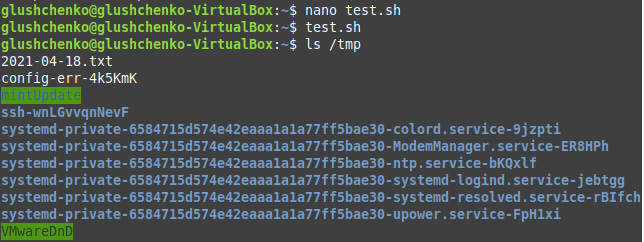 glushchenko@glushchenko-VirtualBox:~$ nano test.sh
glushchenko@glushchenko-VirtualBox:~$ test.sh
glushchenko@glushchenko-VirtualBox:~$ ls /tmp
2021-04-18.txt
config-err-4k5KmK
mintUpdate
ssh-wnLGvvqnNevF
systemd-private-6584715d574e42eaaa1a1a77ff5bae30-colord.service-9jzpti
systemd-private-6584715d574e42eaaa1a1a77ff5bae30-ModemManager.service-ER8HPh
systemd-private-6584715d574e42eaaa1a1a77ff5bae30-ntp.service-bKQxlf
systemd-private-6584715d574e42eaaa1a1a77ff5bae30-systemd-logind.service-jebtgg
systemd-private-6584715d574e42eaaa1a1a77ff5bae30-systemd-resolved.service-rBIfch
systemd-private-6584715d574e42eaaa1a1a77ff5bae30-upower.service-FpH1xi
VMwareDnD